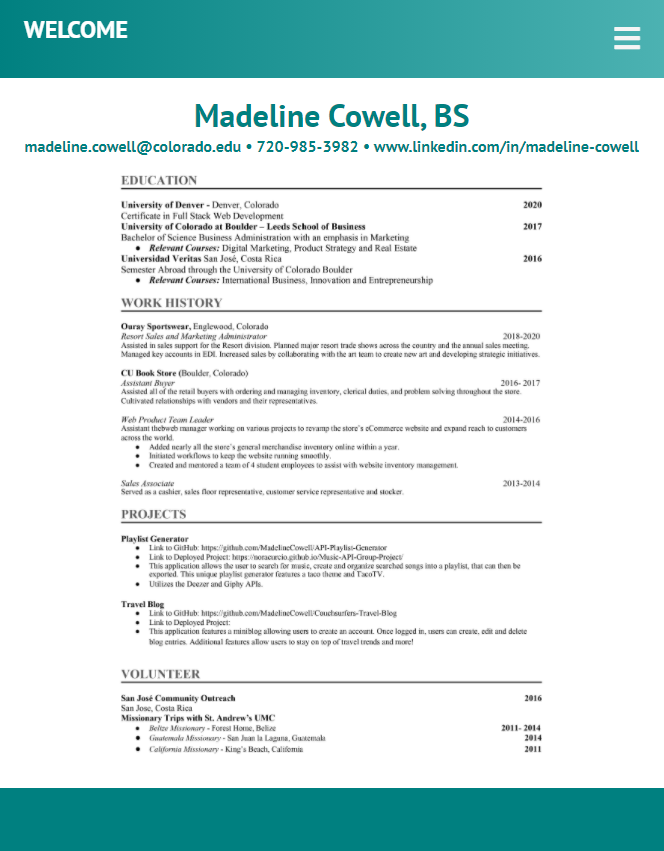 WELCOME
Madeline Cowell, BS
madeline.cowell@colorado.edu • 720-985-3982 • www.linkedin.com/in/madeline-cowell
EDUCATION
University of Denver - Denver, Colorado 2020
Certificate in Full Stack Web Development
University of Colorado at Boulder – Leeds School of Business 2017
Bachelor of Science Business Administration with an emphasis in Marketing
● Relevant Courses: Digital Marketing, Product Strategy and Real Estate
Universidad Veritas San José, Costa Rica 2016
Semester Abroad through the University of Colorado Boulder
● Relevant Courses: International Business, Innovation and Entrepreneurship
WORK HISTORY
Ouray Sportswear, Englewood, Colorado
Resort Sales and Marketing Administrator 2018-2020
Assisted in sales support for the Resort division. Planned major resort trade shows across the country and the annual sales meeting.
Managed key accounts in EDI. Increased sales by collaborating with the art team to create new art and developing strategic initiatives.
CU Book Store (Boulder, Colorado)
Assistant Buyer 2016- 2017
Assisted all of the retail buyers with ordering and managing inventory, clerical duties, and problem solving throughout the store.
Cultivated relationships with vendors and their representatives.
Web Product Team Leader 2014-2016
Assistant thebweb manager working on various projects to revamp the store's eCommerce website and expand reach to customers
across the world.
● Added nearly all the store's general merchandise inventory online within a year.
● Initiated workflows to keep the website running smoothly.
● Created and mentored a team of 4 student employees to assist with website inventory management.
Sales Associate 2013-2014
Served as a cashier, sales floor representative, customer service representative and stocker.
PROJECTS
Playlist Generator
● Link to GitHub: https://github.com/MadelineCowell/API-Playlist-Generator
● Link to Deployed Project: https://noracurcio.github.io/Music-API-Group-Project/
● This application allows the user to search for music, create and organize searched songs into a playlist, that can then be
exported. This unique playlist generator features a taco theme and TacoTV.
● Utilizes the Deezer and Giphy APIs.
Travel Blog
● Link to GitHub: https://github.com/MadelineCowell/Couchsurfers-Travel-Blog
● Link to Deployed Project:
● This application features a miniblog allowing users to create an account. Once logged in, users can create, edit and delete
blog entries. Additional features allow users to stay on top of travel trends and more!
VOLUNTEER
San José Community Outreach 2016
San Jose, Costa Rica
Missionary Trips with St. Andrew's UMC
● Belize Missionary - Forest Home, Belize 2011- 2014
● Guatemala Missionary - San Juan la Laguna, Guatemala 2014
● California Missionary - King's Beach, California 2011